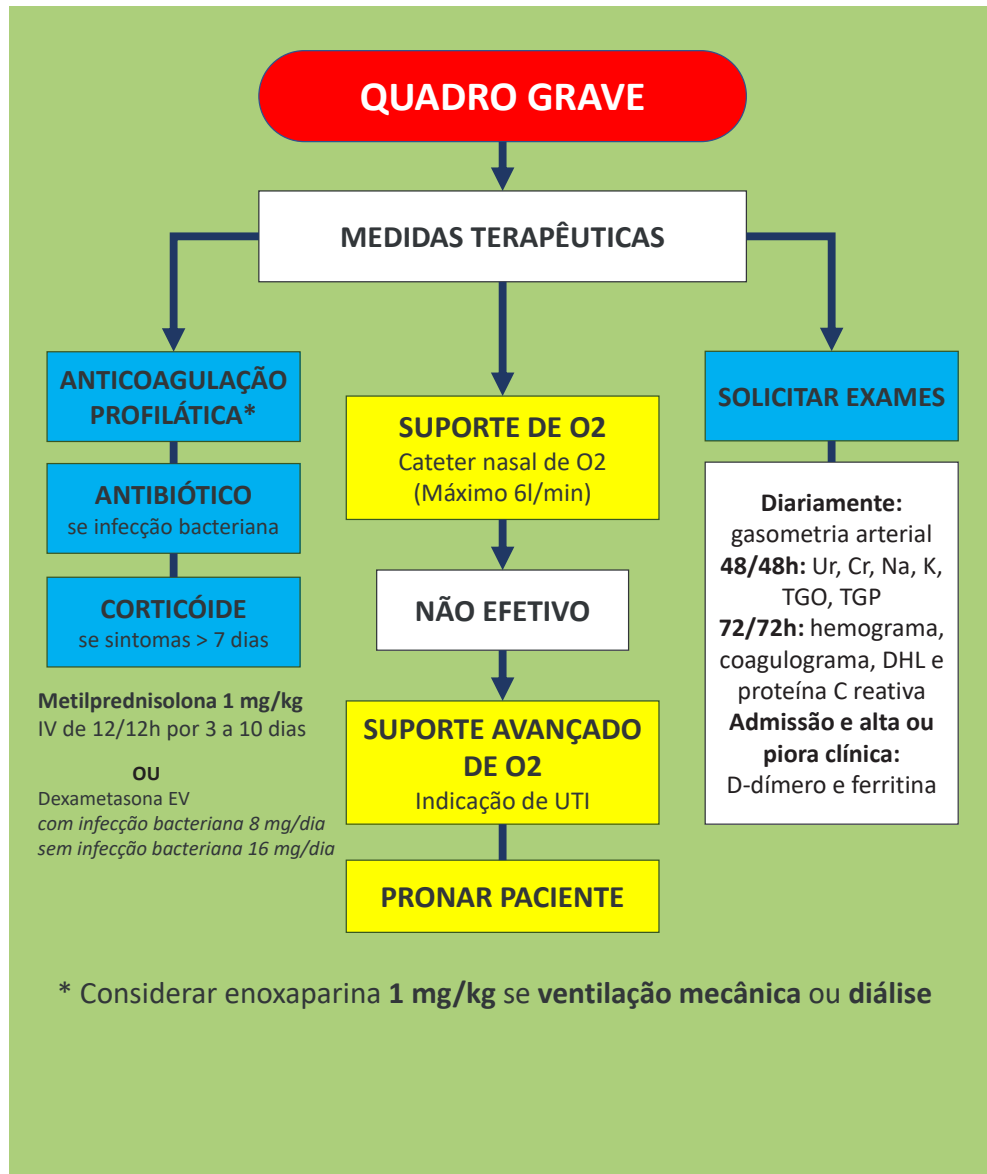 QUADRO GRAVE
MEDIDAS TERAPÊUTICAS
ANTICOAGULAÇÃO
PROFILÁTICA*
ANTIBIÓTICO
se infecção bacteriana
CORTICÓIDE
se sintomas > 7 dias
Metilprednisolona 1 mg/kg
IV de 12/12h por 3 a 10 dias
OU
Dexametasona EV
com infecção bacteriana 8 mg/dia
sem infecção bacteriana 16 mg/dia
SUPORTE DE O2
Cateter nasal de O2
(Máximo 6l/min)
NÃO EFETIVO
SUPORTE AVANÇADO
DE O2
Indicação de UTI
PRONAR PACIENTE
SOLICITAR EXAMES
Diariamente:
gasometria arterial
48/48h: Ur, Cr, Na, K,
TGO, TGP
72/72h: hemograma,
coagulograma, DHL e
proteína C reativa
Admissão e alta ou
piora clínica:
D-dímero e ferritina
* Considerar enoxaparina 1 mg/kg se ventilação mecânica ou diálise